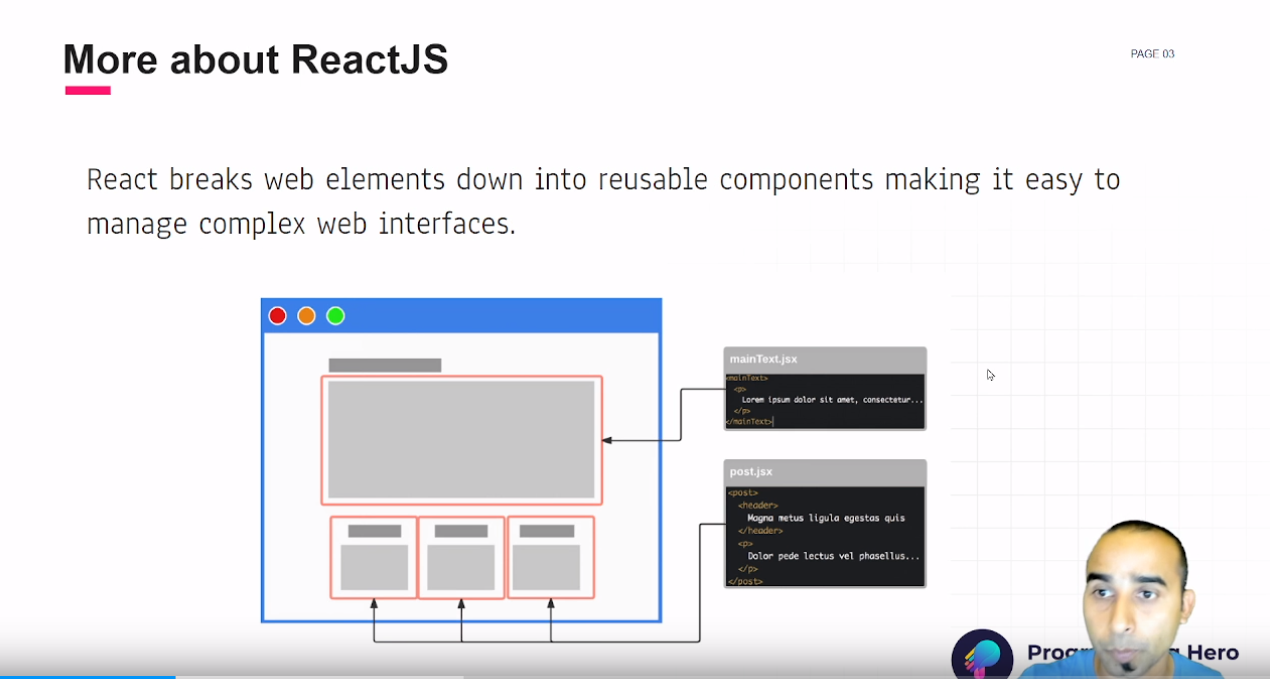 More about ReactJS
PAGE 03
React breaks web elements down into reusable components making it easy to
manage complex web interfaces.
mainText.jsx
<mainText>
<p>
Lorem ipsum dolor sit amet, consectetur...
</p>
</mainText>
post.jsx
<post>
<header>
Magna metus ligula egestas quis
</header>
<p>
Dolor pede lectus vel phasellus...
</p>
</post>
Hero